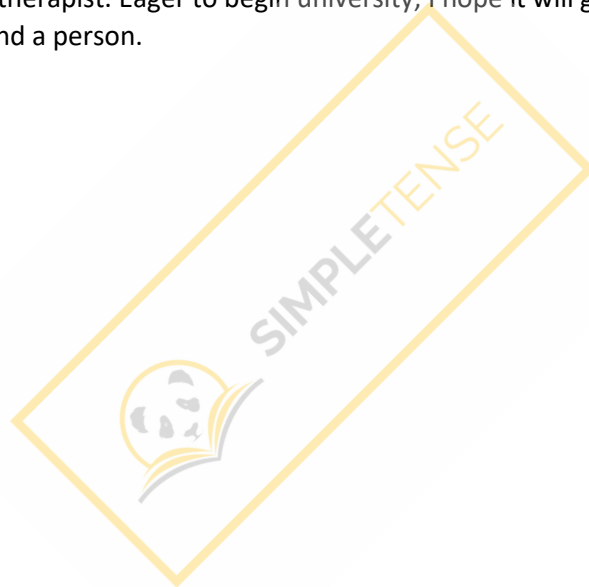 therapist. Eager to begin university, I hope it will g
nd a person.
SIMPLETENSE